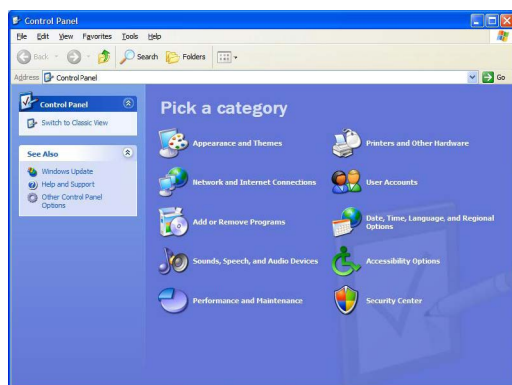 Control Panel
File Edit View Favorites Tools Help
Back Search Folders
Address Control Panel Go
Control Panel
Switch to Classic View
See Also
Windows Update
Help and Support
Other Control Panel
Options
Pick a category
Appearance and Themes
Printers and Other Hardware
Network and Internet Connections
User Accounts
Add or Remove Programs
Date, Time, Language, and Regional
Options
Sounds, Speech, and Audio Devices
Accessibility Options
Performance and Maintenance
Security Center